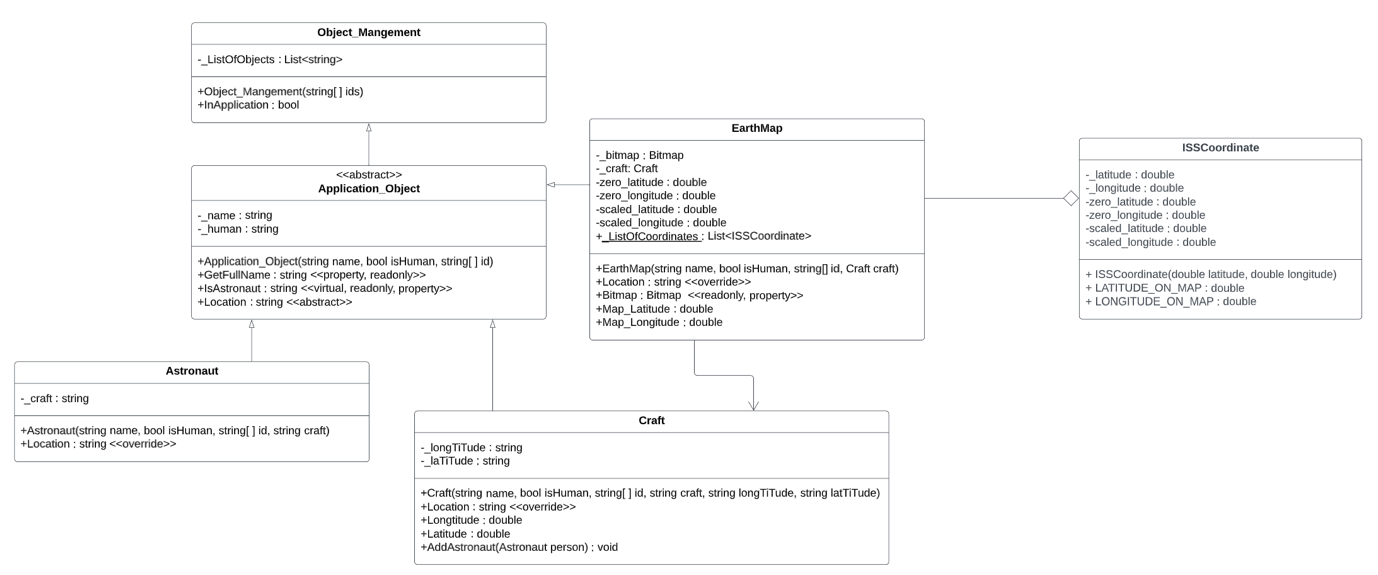 Object_Mangement
-_ListOfObjects : List<string>
+Object_Mangement(string[ ] ids)
+InApplication : bool
<<abstract>>
Application_Object
-_name : string
-_human : string
+Application_Object(string name, bool isHuman, string[ ] id)
+GetFullName : string <<property, readonly>>
+IsAstronaut : string <<virtual, readonly, property>>
+Location : string <<abstract>>
EarthMap
-_bitmap : Bitmap
-_craft: Craft
-zero_latitude : double
-zero_longitude : double
-scaled_latitude : double
-scaled_longitude : double
+_ListOfCoordinates : List<ISSCoordinate>
+EarthMap(string name, bool isHuman, string[] id, Craft craft)
+Location : string <<override>>
+Bitmap : Bitmap <<readonly, property>>
+Map_Latitude : double
+Map_Longitude : double
ISSCoordinate
-_latitude : double
-_longitude : double
-zero_latitude : double
-zero_longitude : double
-scaled_latitude : double
-scaled_longitude : double
+ ISSCoordinate(double latitude, double longitude)
+ LATITUDE_ON_MAP : double
+ LONGITUDE_ON_MAP : double
Astronaut
-_craft : string
+Astronaut(string name, bool isHuman, string[ ] id, string craft)
+Location : string <<override>>
Craft
-_longTiTude : string
-_laTiTude : string
+Craft(string name, bool isHuman, string[ ] id, string craft, string longTiTude, string latTiTude)
+Location : string <<override>>
+Longtitude : double
+Latitude : double
+AddAstronaut(Astronaut person) : void